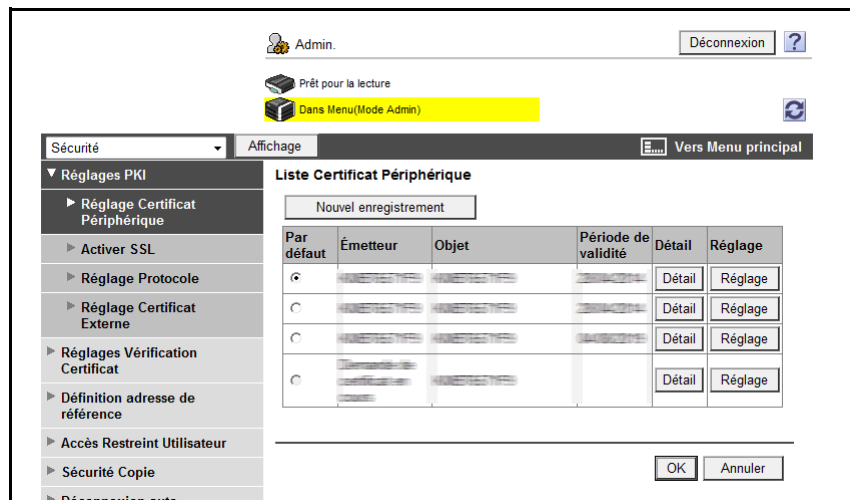 Admin.
Déconnexion
?
Prêt pour la lecture
Dans Menu(Mode Admin)
Sécurité
Affichage
Vers Menu principal
Réglages PKI
Réglage Certificat
Périphérique
Activer SSL
Réglage Protocole
Réglage Certificat
Externe
Réglages Vérification
Certificat
Définition adresse de
référence
Accès Restreint Utilisateur
Sécurité Copie
Liste Certificat Périphérique
Nouvel enregistrement
Par
défaut
Émetteur
Objet
Période de
validité
Détail
Réglage
Détail
Réglage
Détail
Réglage
Détail
Réglage
Détail
Réglage
OK
Annuler